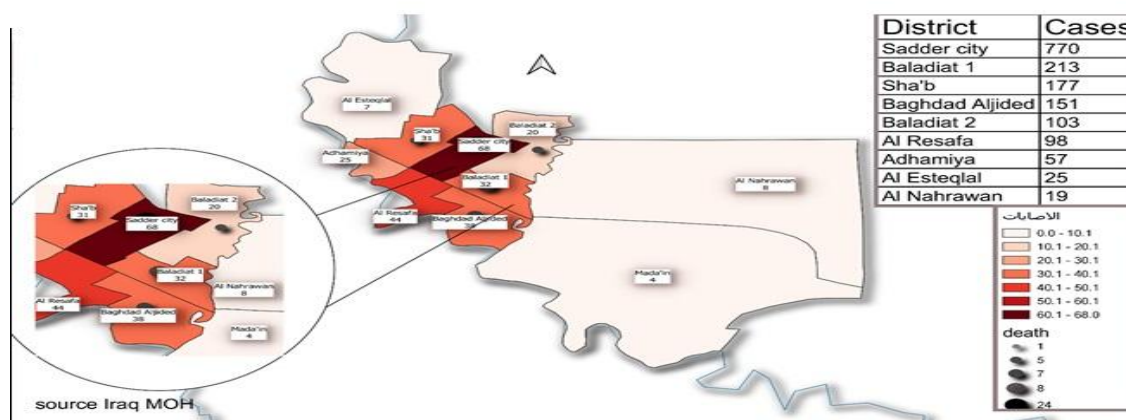 District Cases
Sadder city 770
Baladiat 1 213
Sha'b 177
Baghdad Aljided 151
Baladiat 2 103
Al Resafa 98
Adhamiya 57
Al Esteqlal 25
Al Nahrawan 19
Al Esteqlal
7
Sha'b
31
Baladiat 2
20
Sadder city
68
Adhamiya
25
Baladiat 1
32
Al Nahrawan
8
Al Resafa
44
Baghdad Aljided
38
Mada'in
4
Sha'b
31
Baladiat 2
20
Sadder city
68
Baladiat 1
32
Al Nahrawan
8
Al Resafa
44
Baghdad Aljided
38
Mada'in
4
الاصابات
0.0 - 10.1
10.1 - 20.1
20.1 - 30.1
30.1 - 40.1
40.1 - 50.1
50.1 - 60.1
60.1 - 68.0
death
1
5
7
8
24
source Iraq MOH